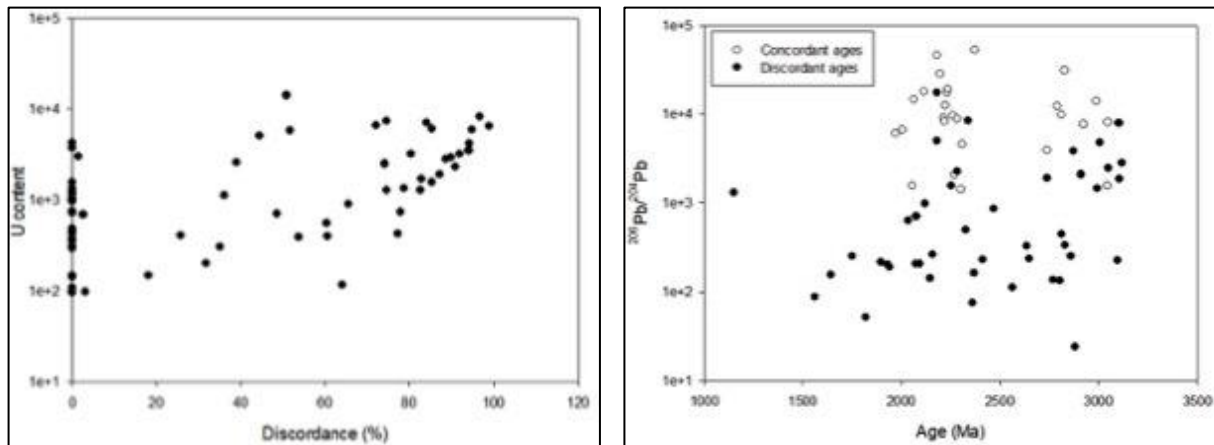 1e+5
1e+4
1e+3
1e+2
1e+1
U content
0
20
40
60
80
100
120
Discordance (%)
1e+5
1e+4
1e+3
1e+2
1e+1
²⁰⁶Pb/²⁰⁴Pb
Concordant ages
Discordant ages
1000
1500
2000
2500
3000
3500
Age (Ma)